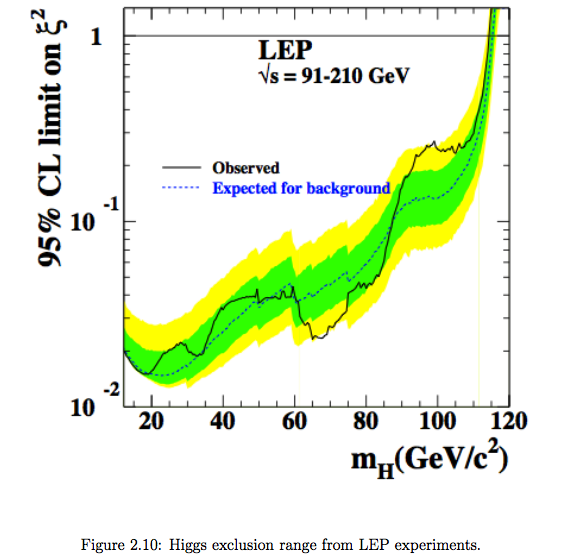 95% CL limit on ξ²
1
10⁻¹
10⁻²
LEP
√s = 91-210 GeV
Observed
Expected for background
20 40 60 80 100 120
m_H(GeV/c²)
Figure 2.10: Higgs exclusion range from LEP experiments.